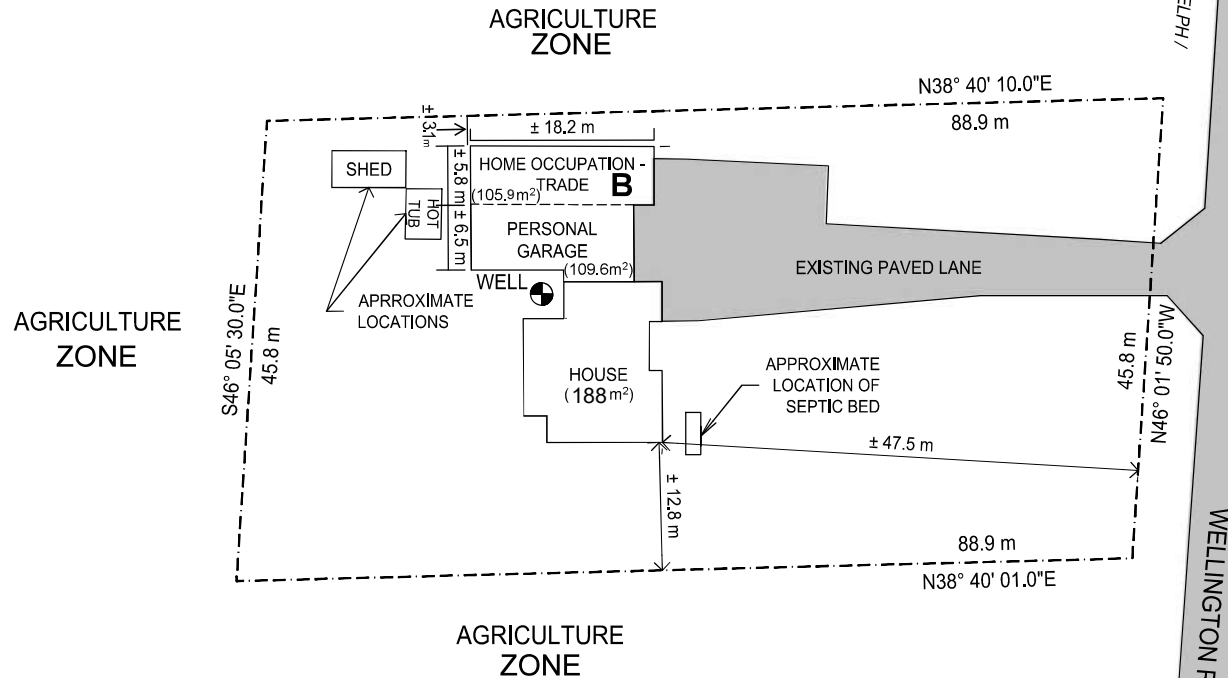 AGRICULTURE
ZONE
ELPH /
N38° 40' 10.0"E
88.9 m
± 3.1m
± 18.2 m
SHED
HOT
TUB
± 5.8 m
± 6.5 m
HOME OCCUPATION -
TRADE
B
(105.9m²)
PERSONAL
GARAGE
(109.6m²)
EXISTING PAVED LANE
WELL
APRROXIMATE
LOCATIONS
AGRICULTURE
ZONE
S46° 05' 30.0"E
45.8 m
HOUSE
(188m²)
APPROXIMATE
LOCATION OF
SEPTIC BED
45.8 m
N46° 01' 50.0"W
± 47.5 m
± 12.8 m
88.9 m
N38° 40' 01.0"E
WELLINGTON R
AGRICULTURE
ZONE